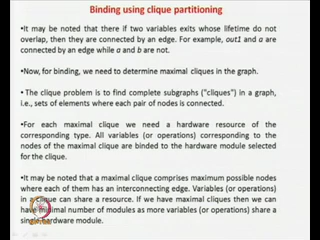 Binding using clique partitioning
•It may be noted that there if two variables exits whose lifetime do not
overlap, then they are connected by an edge. For example, out1 and a are
connected by an edge while a and b are not.
•Now, for binding, we need to determine maximal cliques in the graph.
• The clique problem is to find complete subgraphs ("cliques") in a graph,
i.e., sets of elements where each pair of nodes is connected.
•For each maximal clique we need a hardware resource of the
corresponding type. All variables (or operations) corresponding to
the nodes of the maximal clique are binded to the hardware module selected
for the clique.
•It may be noted that a maximal clique comprises maximum possible nodes
where each of them has an interconnecting edge. Variables (or operations)
in a clique can share a resource. If we have maximal cliques then we can
have minimal number of modules as more variables (or operations) share a
single hardware module.